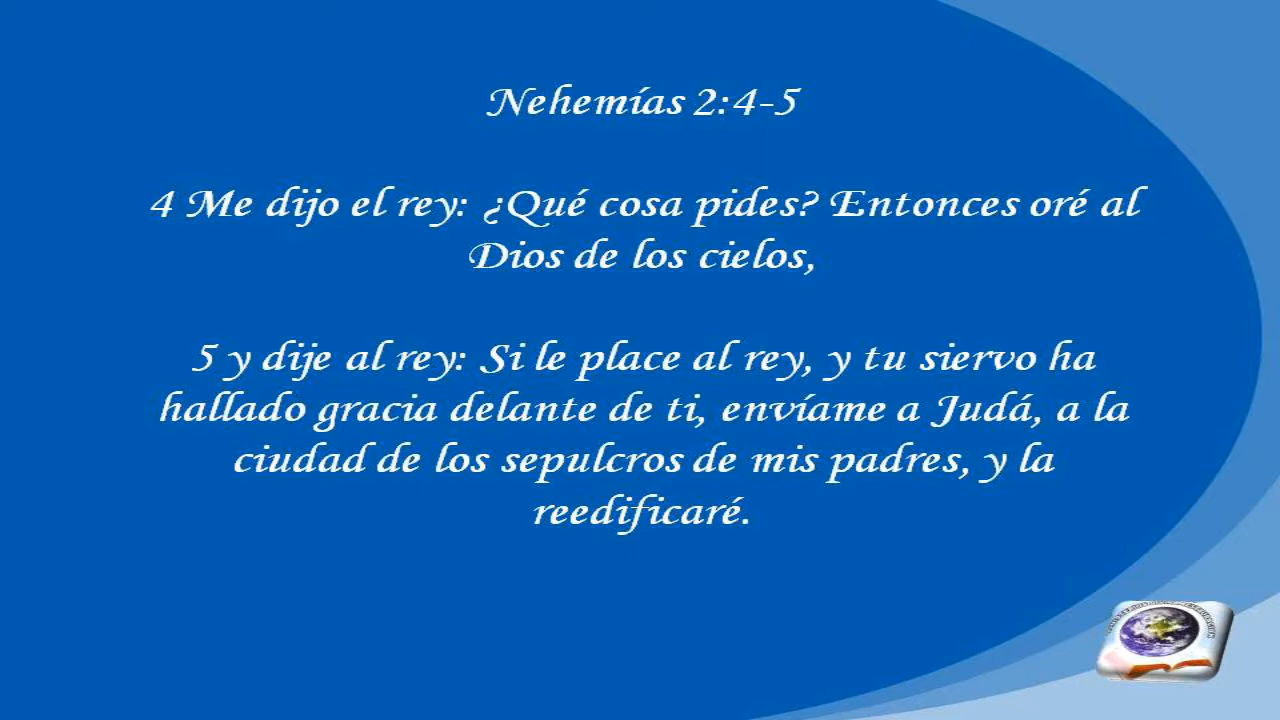 Nehemías 2:4-5
4 Me dijo el rey: ¿Qué cosa pides? Entonces oré al
Dios de los cielos,
5 y dije al rey: Si le place al rey, y tu siervo ha
hallado gracia delante de ti, envíame a Judá, a la
ciudad de los sepulcros de mis padres, y la
reedificaré.